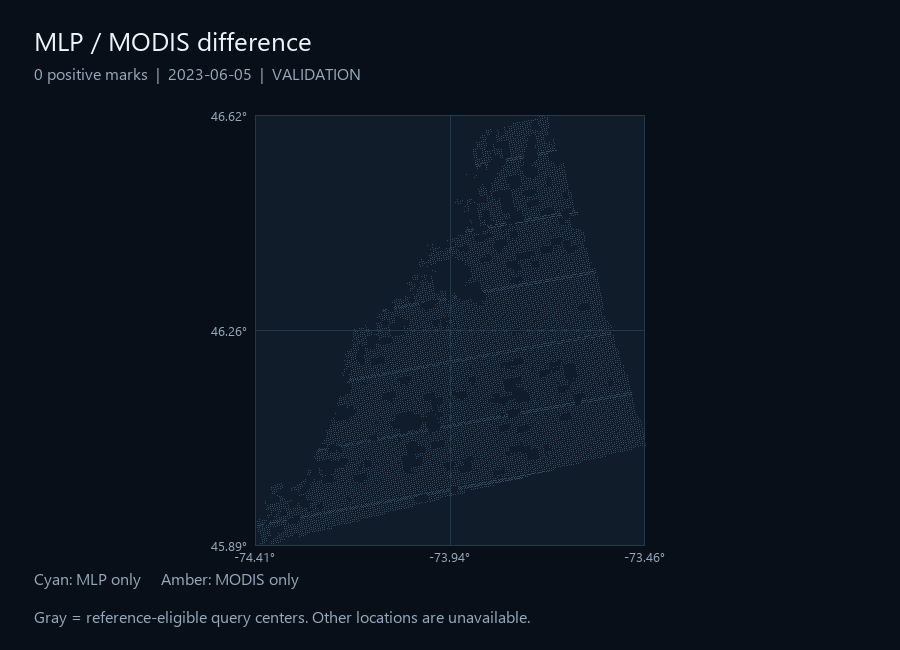 MLP / MODIS difference
0 positive marks | 2023-06-05 | VALIDATION
46.62°
46.26°
45.89°
-74.41° -73.94° -73.46°
Cyan: MLP only Amber: MODIS only
Gray = reference-eligible query centers. Other locations are unavailable.